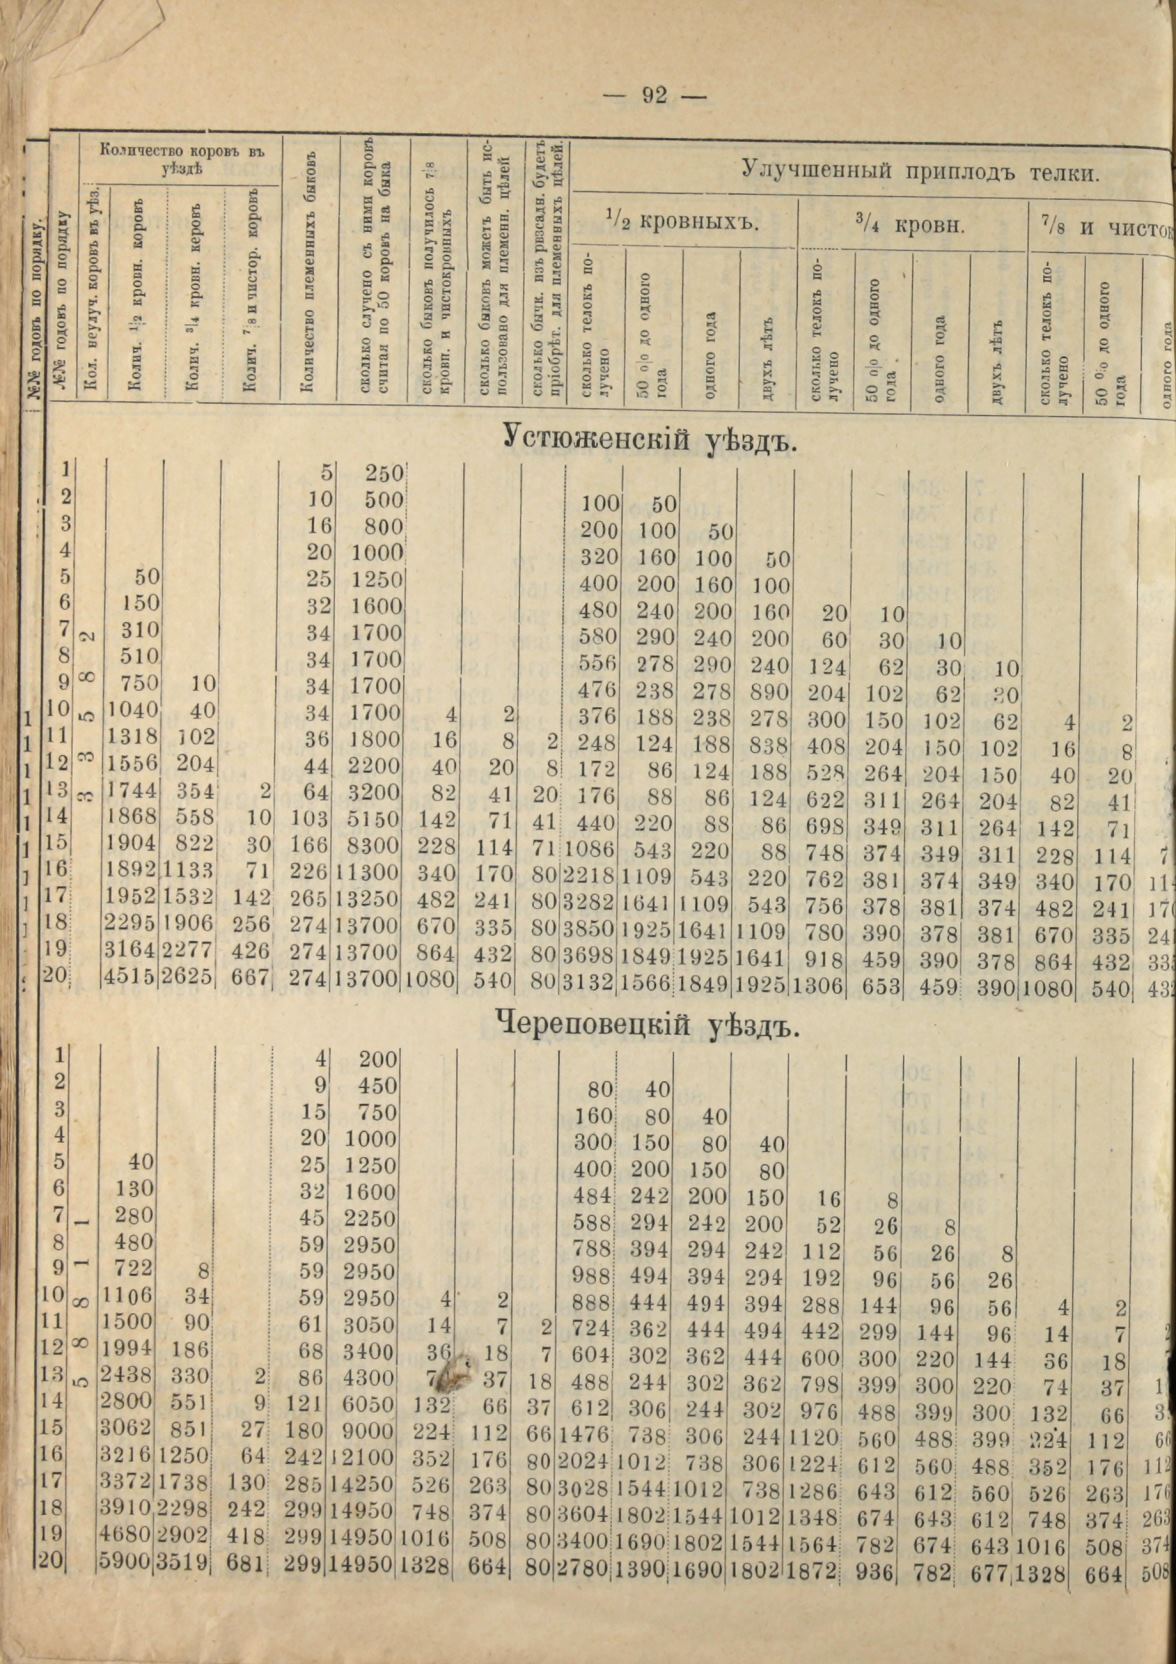 — 92 —
№№ годовъ по порядку.
№№ годовъ по порядку
Количество коровъ въ уѣздѣ
Кол. неулуч. коровъ въ уѣз.
Колич. 1|2 кровн. коровъ
Колич. 3|4 кровн. керовъ
Колич. 7|8 и чистор. коровъ
Количество племенныхъ быковъ
сколько случено съ ними коровъ считая по 50 коровъ на быка
сколько быковъ получилось 7|8 кровн. и чистокровныхъ
сколько быковъ можетъ быть использовано для племенн. цѣлей
сколько бычк. изъ рвзсадн. будетъ пріобрѣт. для племенныхъ цѣлей.
Улучшенный приплодъ телки.
1/2 кровныхъ.
3/4 кровн.
7/8 и чисток
сколько телокъ получено
50 о|о до одного года
одного года
двухъ лѣтъ
сколько телокъ получено
50 о|о до одного года
одного года
двухъ лѣтъ
сколько телокъ получено
50 о|о до одного года
одного года
Устюженскій уѣздъ.
1 5 250
2 10 500 100 50
3 16 800 200 100 50
4 20 1000 320 160 100 50
5 50 25 1250 400 200 160 100
6 150 32 1600 480 240 200 160 20 10
7 310 34 1700 580 290 240 200 60 30 10
8 510 34 1700 556 278 290 240 124 62 30 10
9 750 10 34 1700 476 238 278 890 204 102 62 30
10 1040 40 34 1700 4 2 376 188 238 278 300 150 102 62 4 2
11 1318 102 36 1800 16 8 2 248 124 188 838 408 204 150 102 16 8
12 1556 204 44 2200 40 20 8 172 86 124 188 528 264 204 150 40 20
13 1744 354 2 64 3200 82 41 20 176 88 86 124 622 311 264 204 82 41
14 1868 558 10 103 5150 142 71 41 440 220 88 86 698 349 311 264 142 71
15 1904 822 30 166 8300 228 114 71 1086 543 220 88 748 374 349 311 228 114
16 1892 1133 71 226 11300 340 170 80 2218 1109 543 220 762 381 374 349 340 170
17 1952 1532 142 265 13250 482 241 80 3282 1641 1109 543 756 378 381 374 482 241
18 2295 1906 256 274 13700 670 335 80 3850 1925 1641 1109 780 390 378 381 670 335
19 3164 2277 426 274 13700 864 432 80 3698 1849 1925 1641 918 459 390 378 864 432
20 4515 2625 667 274 13700 1080 540 80 3132 1566 1849 1925 1306 653 459 390 1080 540
3 3 5 8 2
Череповецкій уѣздъ.
1 4 200
2 9 450 80 40
3 15 750 160 80 40
4 20 1000 300 150 80 40
5 40 25 1250 400 200 150 80
6 130 32 1600 484 242 200 150 16 8
7 280 45 2250 588 294 242 200 52 26 8
8 480 59 2950 788 394 294 242 112 56 26 8
9 722 8 59 2950 988 494 394 294 192 96 56 26
10 1106 34 59 2950 4 2 888 444 494 394 288 144 96 56 4 2
11 1500 90 61 3050 14 7 2 724 362 444 494 442 299 144 96 14 7
12 1994 186 68 3400 36 18 7 604 302 362 444 600 300 220 144 36 18
13 2438 330 2 86 4300 37 18 488 244 302 362 798 399 300 220 74 37
14 2800 551 9 121 6050 132 66 37 612 306 244 302 976 488 399 300 132 66
15 3062 851 27 180 9000 224 112 66 1476 738 306 244 1120 560 488 399 224 112
16 3216 1250 64 242 12100 352 176 80 2024 1012 738 306 1224 612 560 488 352 176 112
17 3372 1738 130 285 14250 526 263 80 3028 1544 1012 738 1286 643 612 560 526 263 176
18 3910 2298 242 299 14950 748 374 80 3604 1802 1544 1012 1348 674 643 612 748 374 263
19 4680 2902 418 299 14950 1016 508 80 3400 1690 1802 1544 1564 782 674 643 1016 508 374
20 5900 3519 681 299 14950 1328 664 80 2780 1390 1690 1802 1872 936 782 677 1328 664 508
5 8 8 1 1